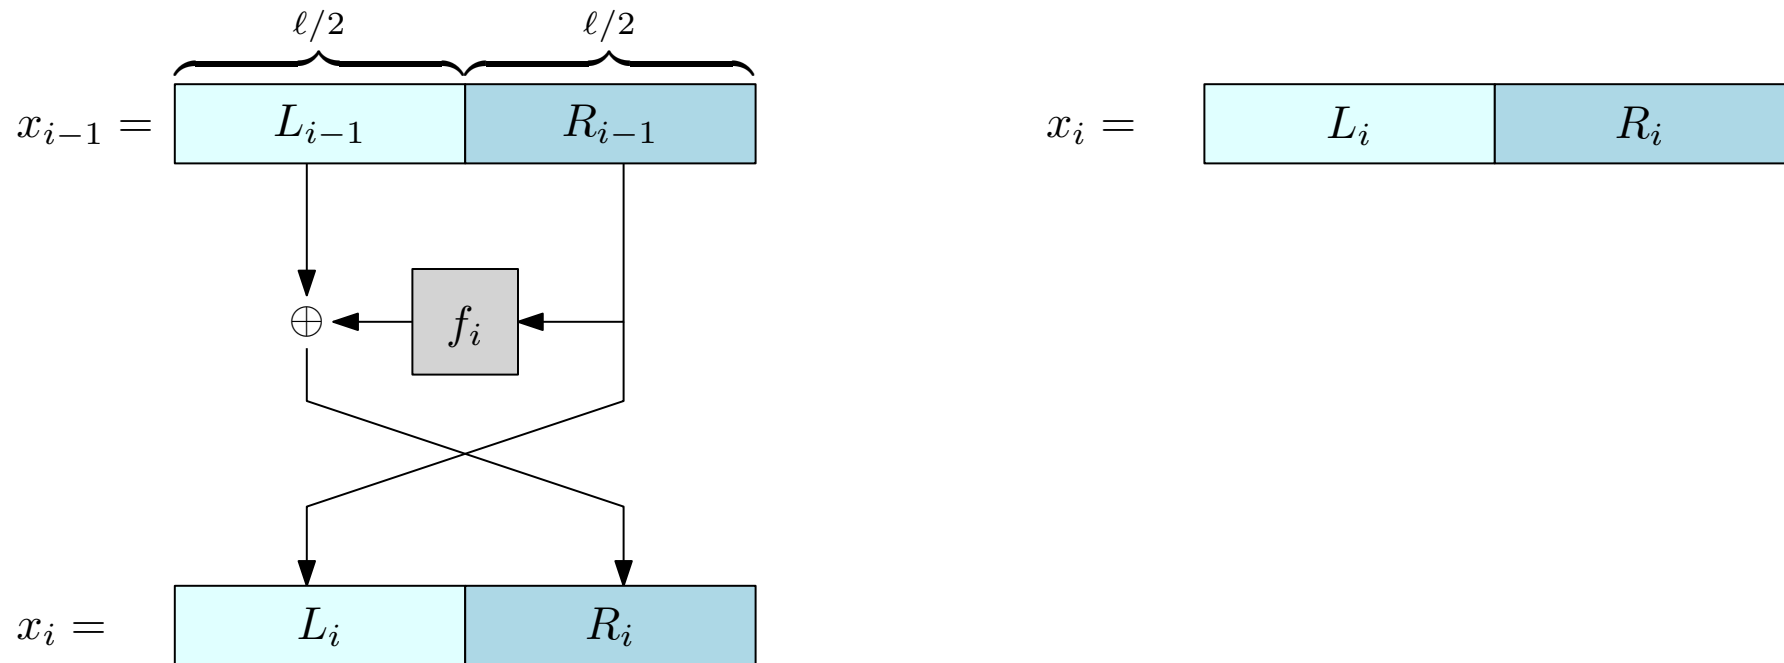 ℓ/2 ℓ/2
x_{i−1} = L_{i−1} R_{i−1} x_i = L_i R_i
⊕ f_i
x_i = L_i R_i